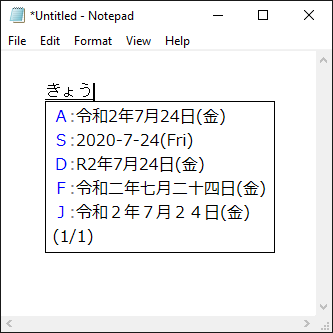 *Untitled - Notepad
File Edit Format View Help
きょう
A:令和2年7月24日(金)
S:2020-7-24(Fri)
D:R2年7月24日(金)
F:令和二年七月二十四日(金)
J:令和２年７月２４日(金)
(1/1)